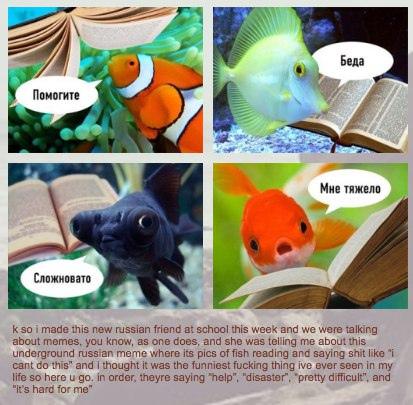 Помогите
Беда
Сложновато
Мне тяжело
k so i made this new russian friend at school this week and we were talking
about memes, you know, as one does, and she was telling me about this
underground russian meme where its pics of fish reading and saying shit like "i
cant do this" and i thought it was the funniest fucking thing ive ever seen in my
life so here u go. in order, theyre saying "help", "disaster", "pretty difficult", and
"it's hard for me"